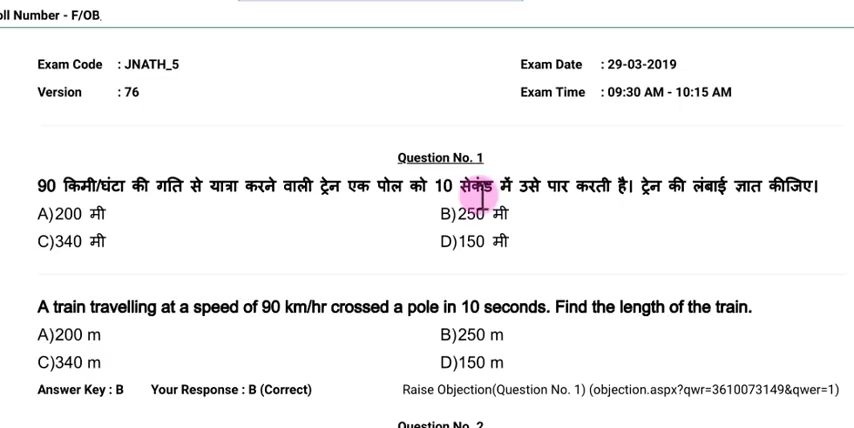 oll Number - F/OB
Exam Code : JNATH_5 Exam Date : 29-03-2019
Version : 76 Exam Time : 09:30 AM - 10:15 AM
Question No. 1
90 किमी/घंटा की गति से यात्रा करने वाली ट्रेन एक पोल को 10 सेकंड में उसे पार करती है। ट्रेन की लंबाई ज्ञात कीजिए।
A)200 मी B)250 मी
C)340 मी D)150 मी
A train travelling at a speed of 90 km/hr crossed a pole in 10 seconds. Find the length of the train.
A)200 m B)250 m
C)340 m D)150 m
Answer Key : B Your Response : B (Correct) Raise Objection(Question No. 1) (objection.aspx?qwr=3610073149&qwer=1)
Question No. 2